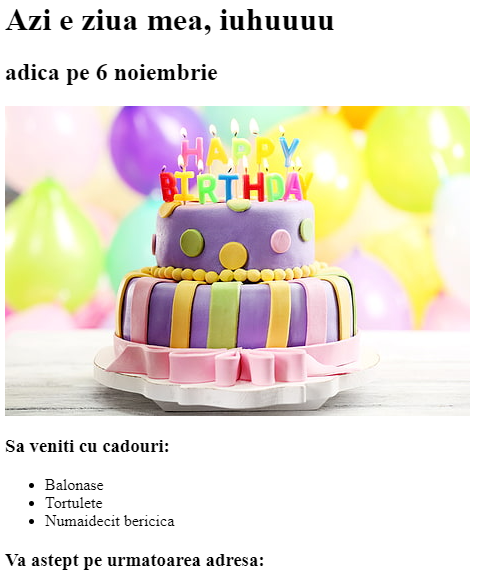 Azi e ziua mea, iuhuuuu
adica pe 6 noiembrie
HAPPY
BIRTHDAY
Sa veniti cu cadouri:
Balonase
Tortulete
Numaidecit bericica
Va astept pe urmatoarea adresa: